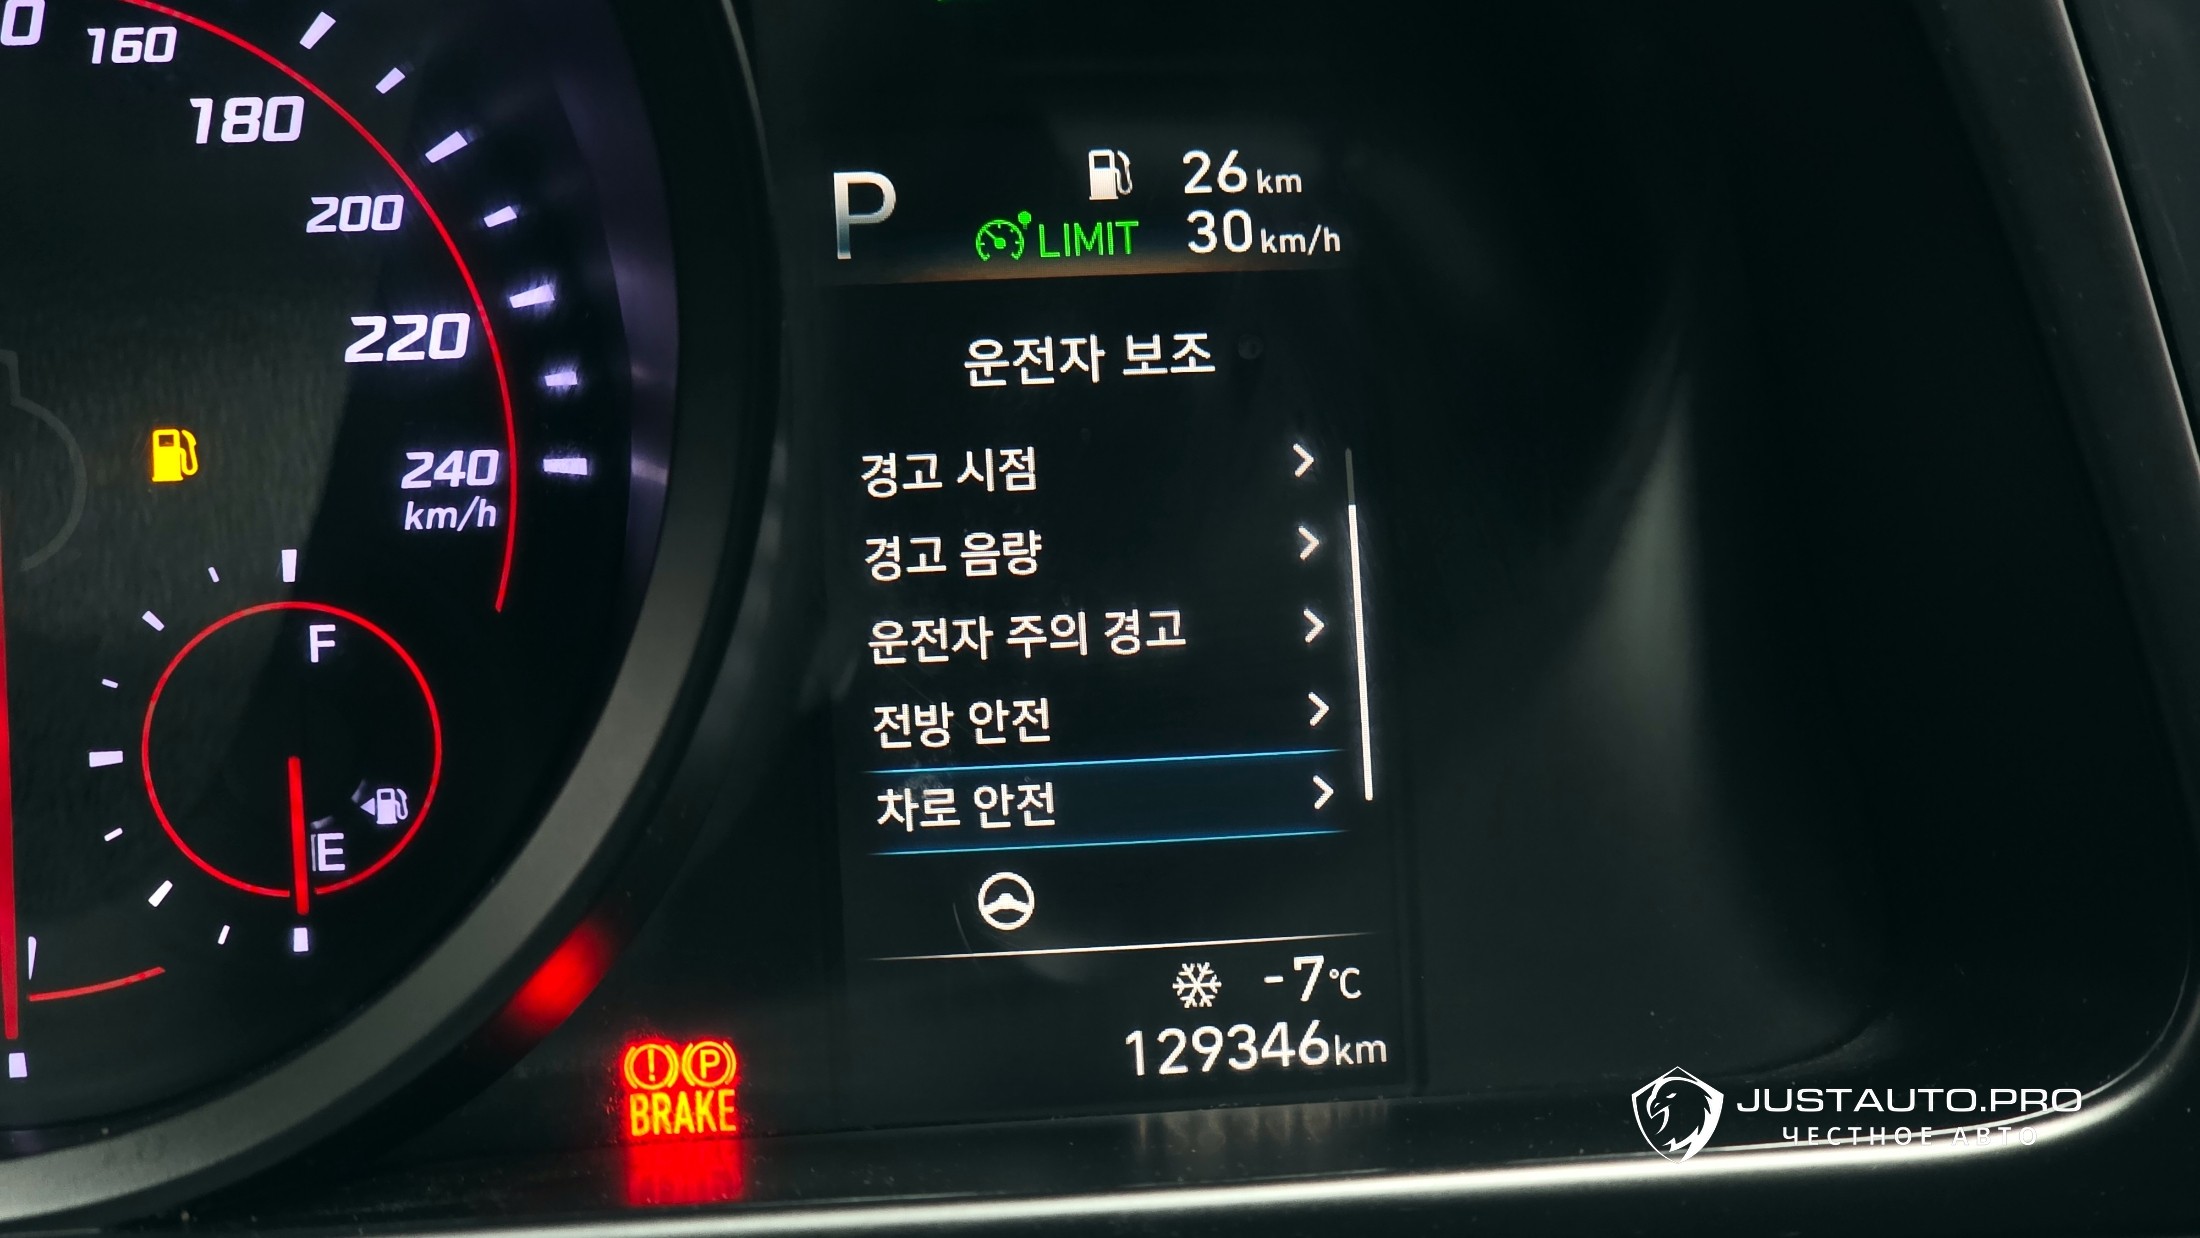 160
180
200
220
240
km/h
F
E
P
26 km
LIMIT 30 km/h
운전자 보조
경고 시점
경고 음량
운전자 주의 경고
전방 안전
차로 안전
-7°C
129346 km
P
BRAKE
JUSTAUTO.PRO
ЧЕСТНОЕ АВТО